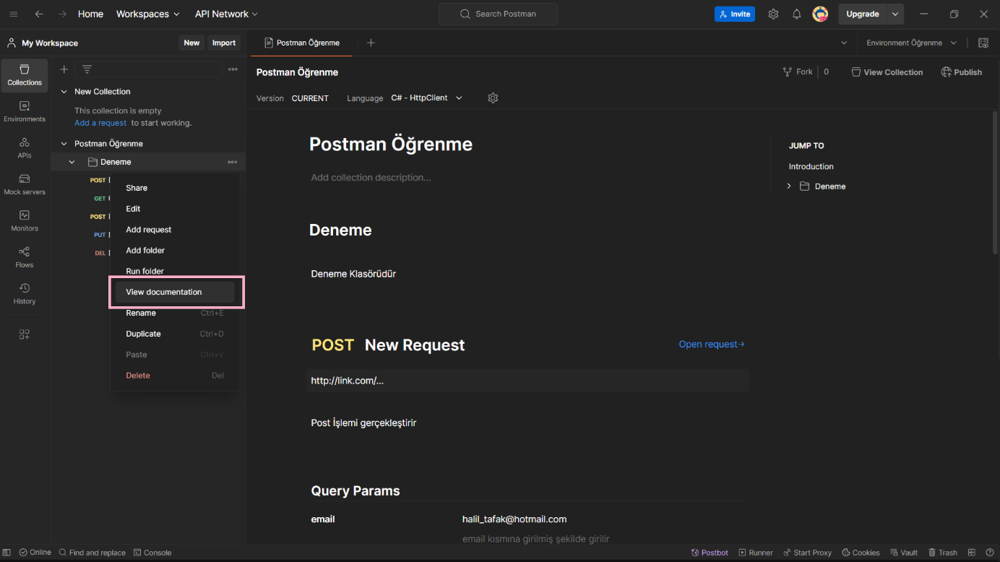 Home Workspaces API Network Search Postman Invite Upgrade
My Workspace New Import Postman Öğrenme Environment Öğrenme
Collections
Environments
APIs
Mock servers
Monitors
Flows
History
New Collection
This collection is empty
Add a request to start working.
Postman Öğrenme
Deneme
POST
GET
POST
PUT
DEL
Share
Edit
Add request
Add folder
Run folder
View documentation
Rename Ctrl+E
Duplicate Ctrl+D
Paste Ctrl+V
Delete Del
Postman Öğrenme Fork 0 View Collection Publish
Version CURRENT Language C# - HttpClient
Postman Öğrenme
Add collection description...
JUMP TO
Introduction
Deneme
Deneme
Deneme Klasörüdür
POST New Request Open request→
http://link.com/...
Post İşlemi gerçekleştirir
Query Params
email halil_tafak@hotmail.com
email kısmına girilmiş şekilde girilir
Online Find and replace Console Postbot Runner Start Proxy Cookies Vault Trash